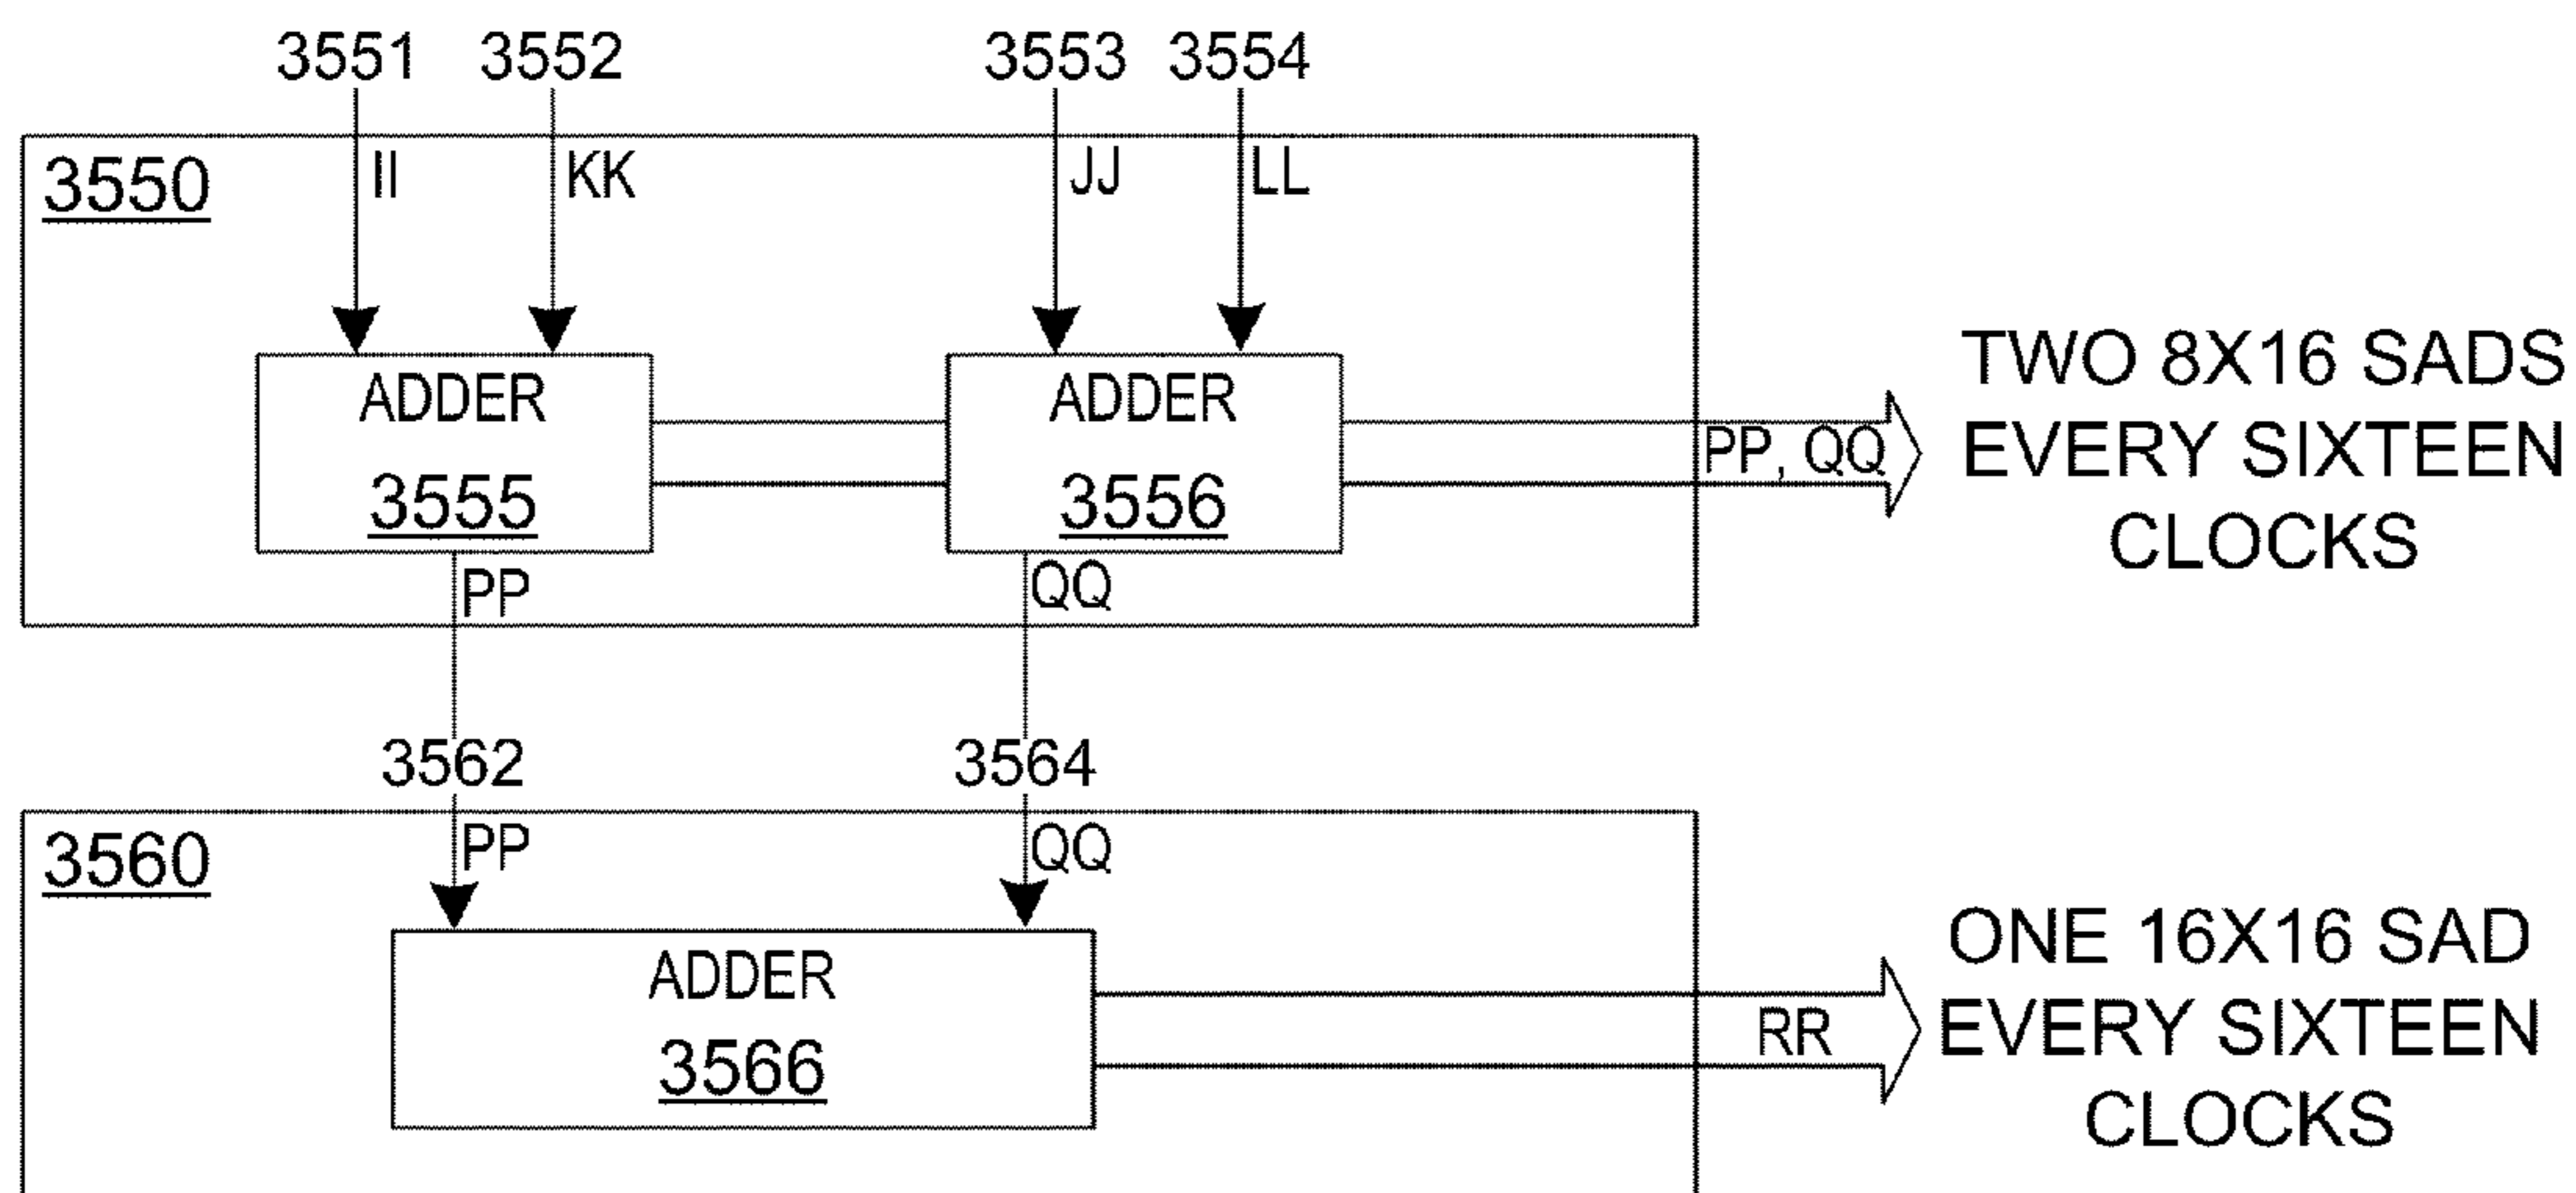 3551 3552 3553 3554
3550
II KK JJ LL
ADDER
3555
ADDER
3556
PP, QQ
TWO 8X16 SADS
EVERY SIXTEEN
CLOCKS
PP QQ
3562 3564
3560
PP QQ
ADDER
3566
RR
ONE 16X16 SAD
EVERY SIXTEEN
CLOCKS